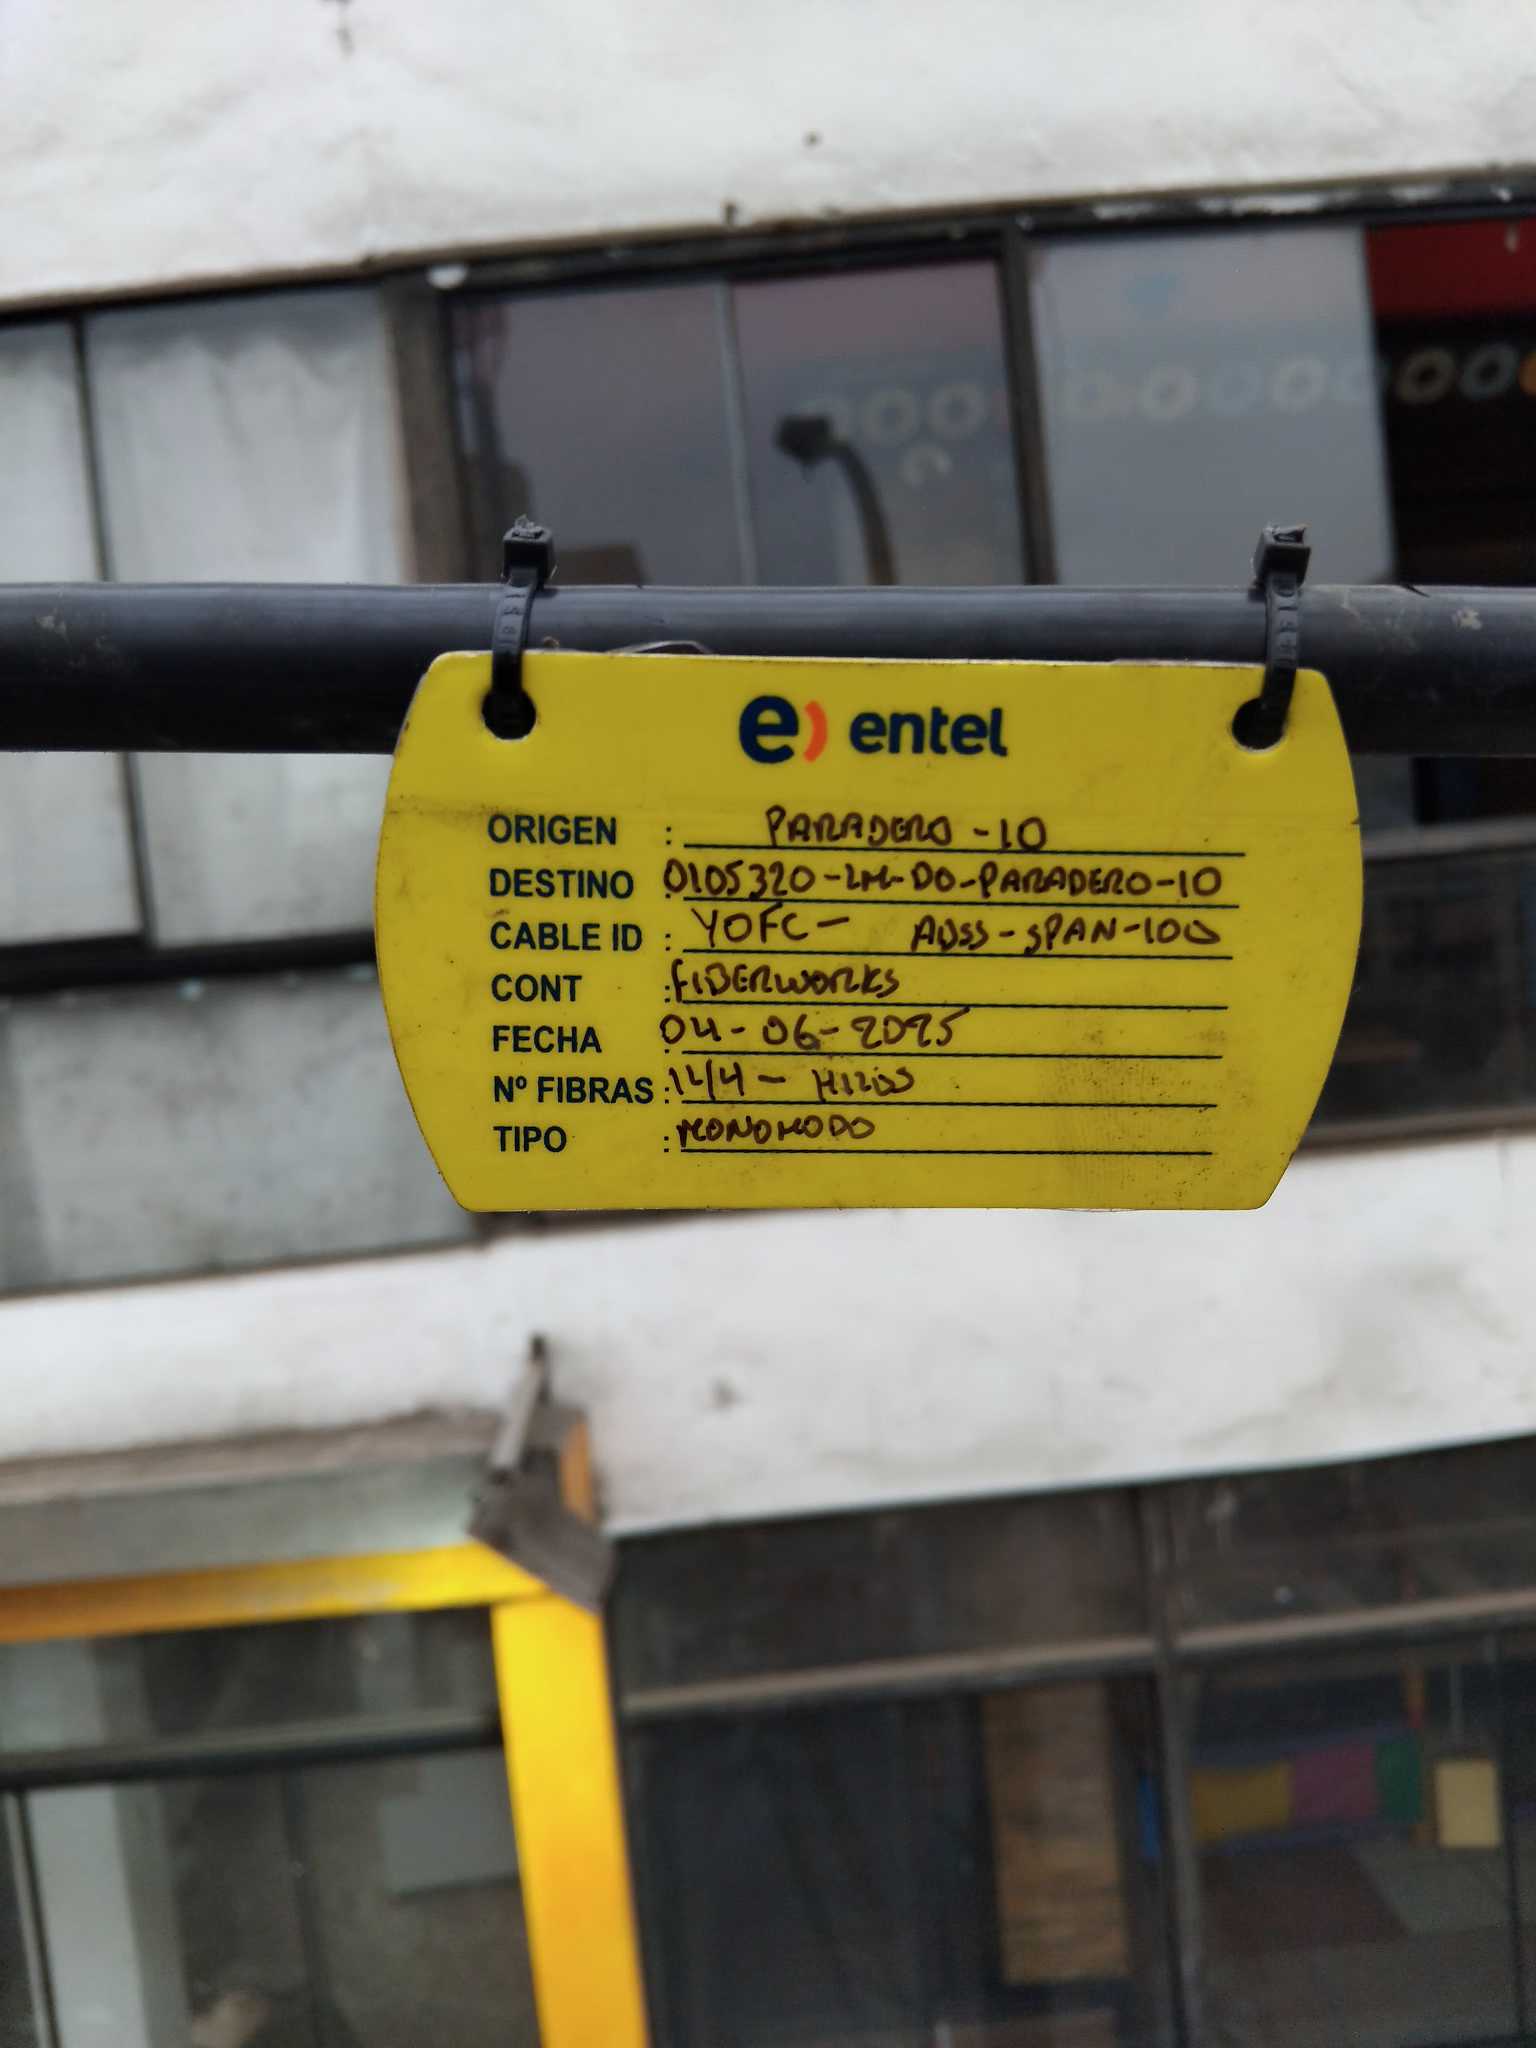 e) entel
ORIGEN : PARADERO - 10
DESTINO : 0105320-LM-DO-PARADERO-10
CABLE ID : YOFC - ADSS - SPAN-100
CONT : FIBERWORKS
FECHA : 04-06-2025
Nº FIBRAS : 144 - HILOS
TIPO : MONOMODO